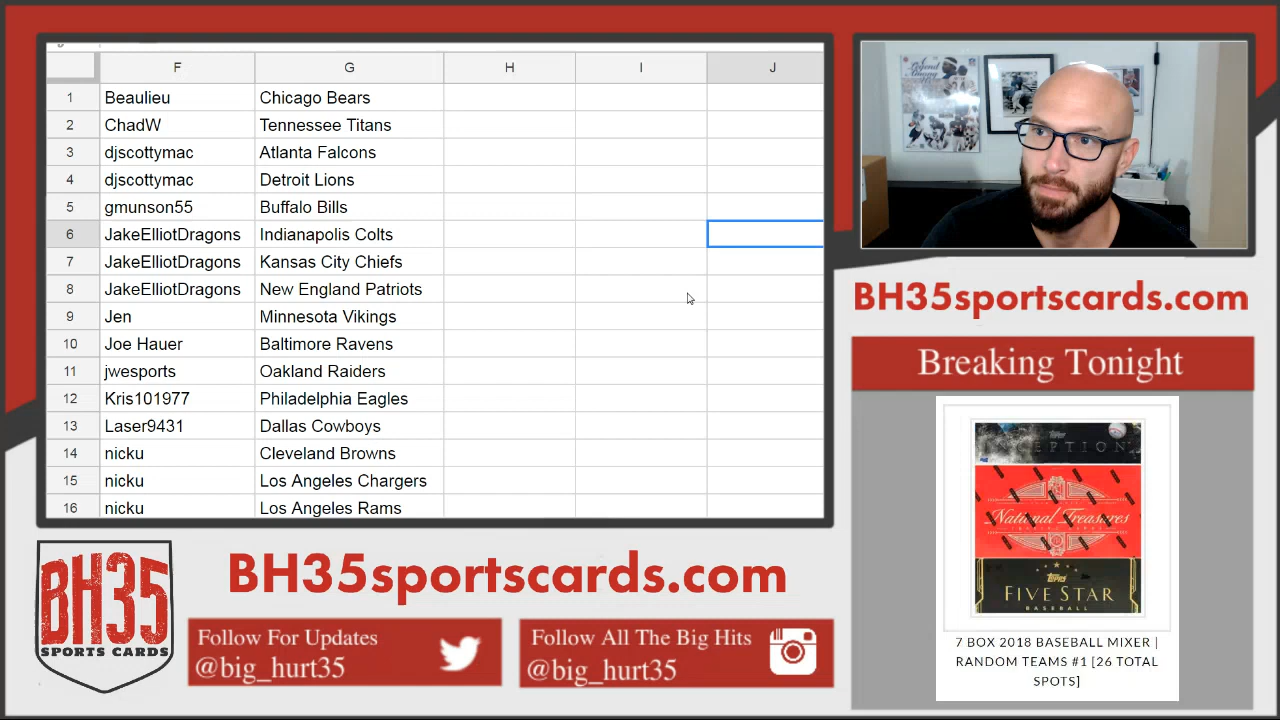 F G H I J
1 Beaulieu Chicago Bears
2 ChadW Tennessee Titans
3 djscottymac Atlanta Falcons
4 djscottymac Detroit Lions
5 gmunson55 Buffalo Bills
6 JakeElliotDragons Indianapolis Colts
7 JakeElliotDragons Kansas City Chiefs
8 JakeElliotDragons New England Patriots
9 Jen Minnesota Vikings
10 Joe Hauer Baltimore Ravens
11 jwesports Oakland Raiders
12 Kris101977 Philadelphia Eagles
13 Laser9431 Dallas Cowboys
14 nicku Cleveland Browns
15 nicku Los Angeles Chargers
16 nicku Los Angeles Rams
Legend
Among
BH35sportscards.com
Breaking Tonight
Topps
CEPTION
National Treasures
Topps
FIVE STAR
BASEBALL
7 BOX 2018 BASEBALL MIXER |
RANDOM TEAMS #1 [26 TOTAL
SPOTS]
BH35
SPORTS CARDS
BH35sportscards.com
Follow For Updates
@big_hurt35
Follow All The Big Hits
@big_hurt35